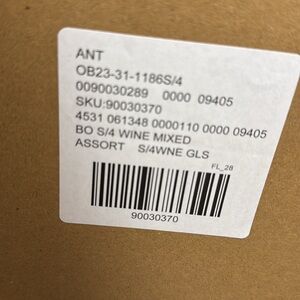 ANT
OB23-31-1186S/4
0090030289 0000 09405
SKU:90030370
4531 061348 0000110 0000 09405
BO S/4 WINE MIXED
ASSORT S/4WNE GLS
FL_28
90030370